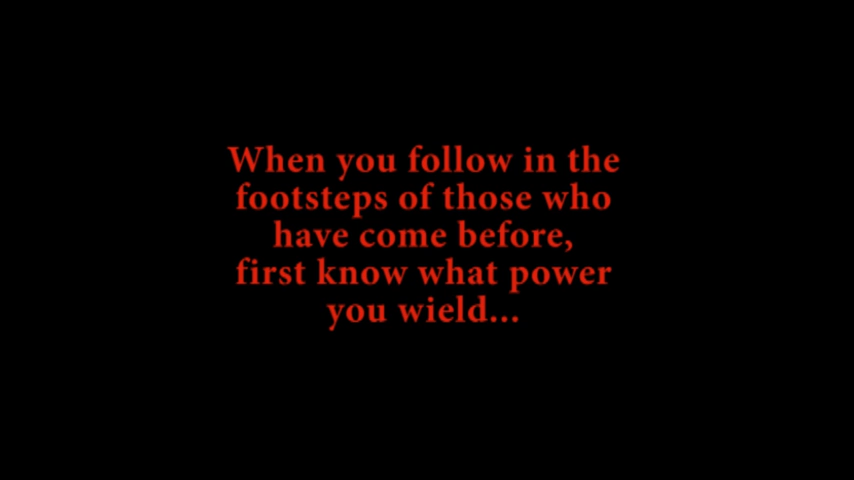 When you follow in the
footsteps of those who
have come before,
first know what power
you wield...